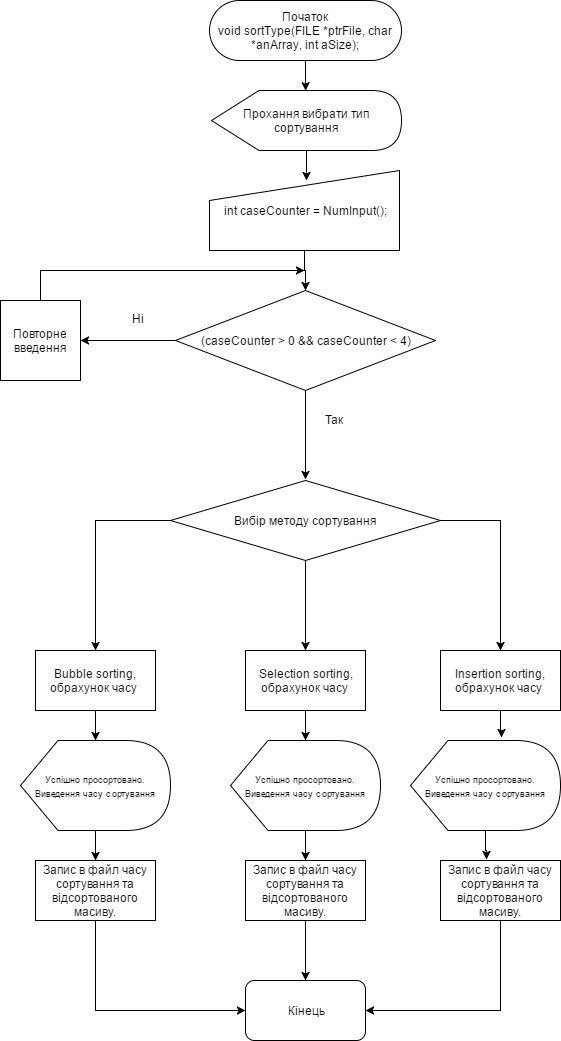 Початок
void sortType(FILE *ptrFile, char
*anArray, int aSize);
Прохання вибрати тип
сортування
int caseCounter = NumInput();
Ні
Повторне
введення
(caseCounter > 0 && caseCounter < 4)
Так
Вибір методу сортування
Bubble sorting,
обрахунок часу
Selection sorting,
обрахунок часу
Insertion sorting,
обрахунок часу
Успішно просортовано.
Виведення часу сортування
Успішно просортовано.
Виведення часу сортування
Успішно просортовано.
Виведення часу сортування
Запис в файл часу
сортування та
відсортованого
масиву.
Запис в файл часу
сортування та
відсортованого
масиву.
Запис в файл часу
сортування та
відсортованого
масиву.
Кінець